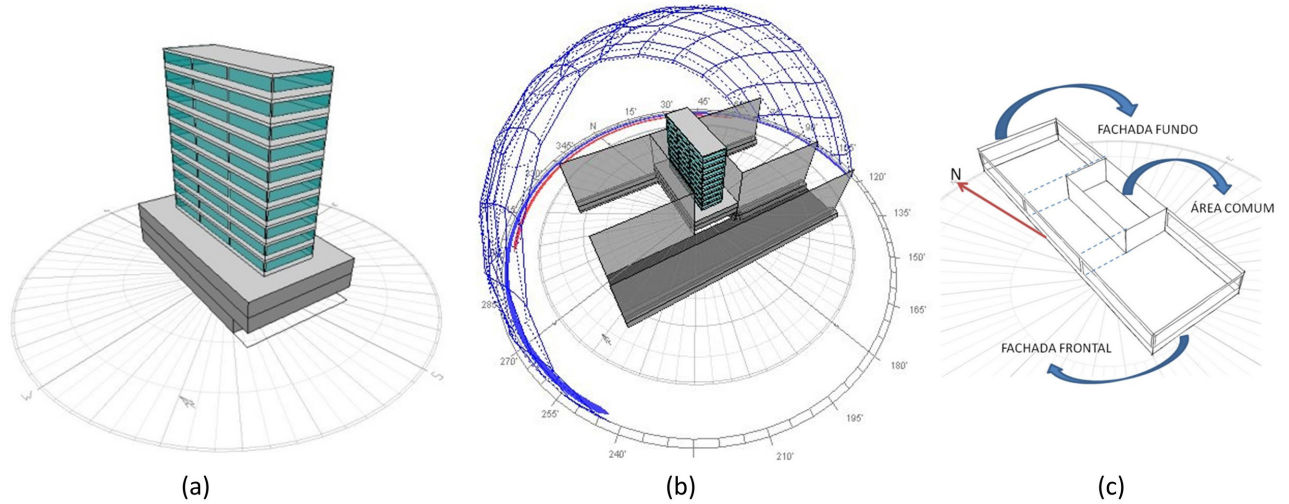 N
15'
30'
45'
345'
120'
135'
150'
165'
180'
195'
210'
240'
255'
270'
285'
S
FACHADA FUNDO
N
ÁREA COMUM
FACHADA FRONTAL
(a)
(b)
(c)